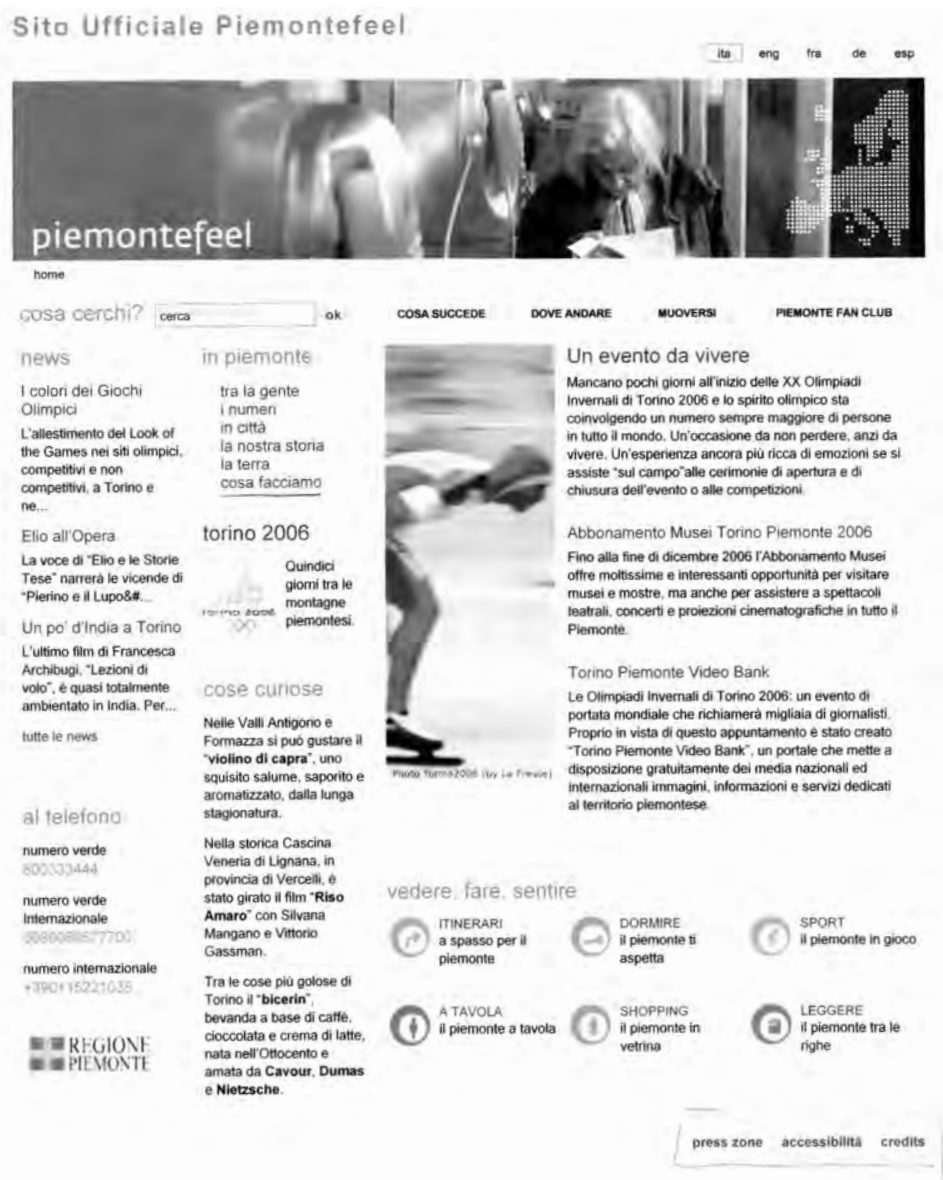 Sito Ufficiale Piemontefeel
ita eng fra de esp
piemontefeel
home
cosa cerchi? cerca ok
COSA SUCCEDE DOVE ANDARE MUOVERSI PIEMONTE FAN CLUB
news
I colori dei Giochi
Olimpici
L'allestimento del Look of
the Games nei siti olimpici,
competitivi e non
competitivi, a Torino e
ne...
Elio all'Opera
La voce di "Elio e le Storie
Tese" narrerà le vicende di
"Pierino e il Lupo&#...
Un po' d'India a Torino
L'ultimo film di Francesca
Archibugi, "Lezioni di
volo", è quasi totalmente
ambientato in India. Per...
tutte le news
al telefono
numero verde
800333444
numero verde
Internazionale
numero internazionale
+390115221035
REGIONE
PIEMONTE
in piemonte
tra la gente
i numeri
in città
la nostra storia
la terra
cosa facciamo
torino 2006
Quindici
giorni tra le
montagne
piemontesi.
torino 2006
cose curiose
Nelle Valli Antigorio e
Formazza si può gustare il
"violino di capra", uno
squisito salume, saporito e
aromatizzato, dalla lunga
stagionatura.
Nella storica Cascina
Veneria di Lignana, in
provincia di Vercelli, è
stato girato il film "Riso
Amaro" con Silvana
Mangano e Vittorio
Gassman.
Tra le cose più golose di
Torino il "bicerin",
bevanda a base di caffè,
cioccolata e crema di latte,
nata nell'Ottocento e
amata da Cavour, Dumas
e Nietzsche.
Photo Torino2006 (by La Presse)
Un evento da vivere
Mancano pochi giorni all'inizio delle XX Olimpiadi
Invernali di Torino 2006 e lo spirito olimpico sta
coinvolgendo un numero sempre maggiore di persone
in tutto il mondo. Un'occasione da non perdere, anzi da
vivere. Un'esperienza ancora più ricca di emozioni se si
assiste "sul campo"alle cerimonie di apertura e di
chiusura dell'evento o alle competizioni.
Abbonamento Musei Torino Piemonte 2006
Fino alla fine di dicembre 2006 l'Abbonamento Musei
offre moltissime e interessanti opportunità per visitare
musei e mostre, ma anche per assistere a spettacoli
teatrali, concerti e proiezioni cinematografiche in tutto il
Piemonte.
Torino Piemonte Video Bank
Le Olimpiadi Invernali di Torino 2006: un evento di
portata mondiale che richiamerà migliaia di giornalisti.
Proprio in vista di questo appuntamento è stato creato
"Torino Piemonte Video Bank", un portale che mette a
disposizione gratuitamente dei media nazionali ed
internazionali immagini, informazioni e servizi dedicati
al territorio piemontese.
vedere, fare, sentire
ITINERARI
a spasso per il
piemonte
DORMIRE
il piemonte ti
aspetta
SPORT
il piemonte in gioco
A TAVOLA
il piemonte a tavola
SHOPPING
il piemonte in
vetrina
LEGGERE
il piemonte tra le
righe
press zone accessibilità credits